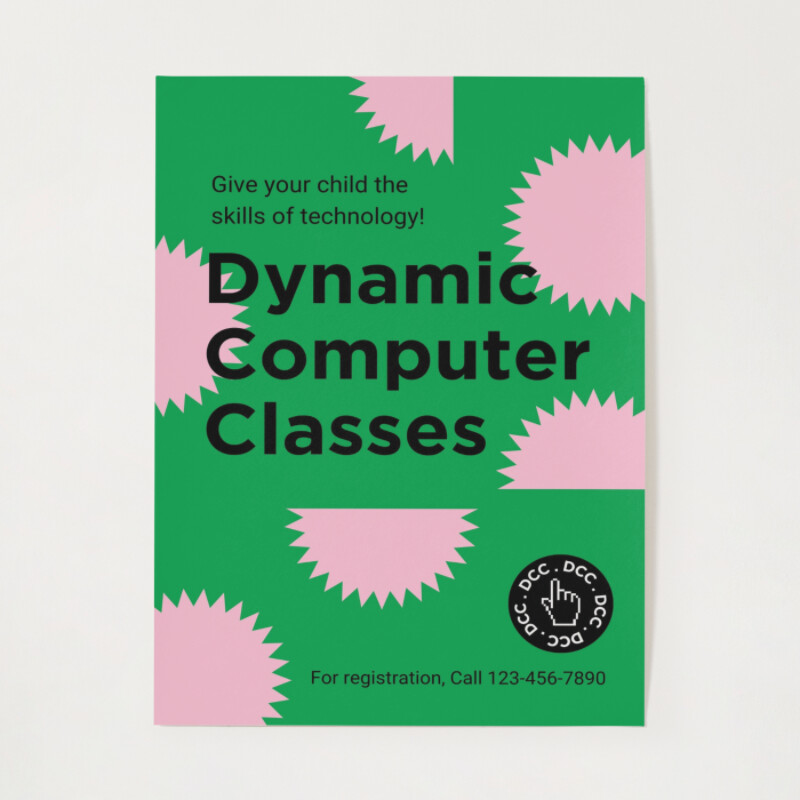 Give your child the
skills of technology!
Dynamic
Computer
Classes
DCC . DCC . DCC . DCC . DCC .
For registration, Call 123-456-7890